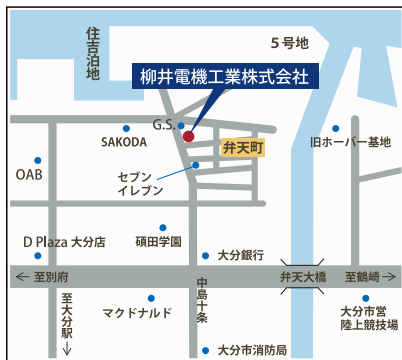 住吉泊地
5号地
柳井電機工業株式会社
G.S.
SAKODA
弁天町
旧ホーバー基地
OAB
セブン
イレブン
D Plaza 大分店
碩田学園
大分銀行
←至別府
弁天大橋
至鶴崎→
至大分駅→
マクドナルド
中島十条
大分市営
陸上競技場
大分市消防局